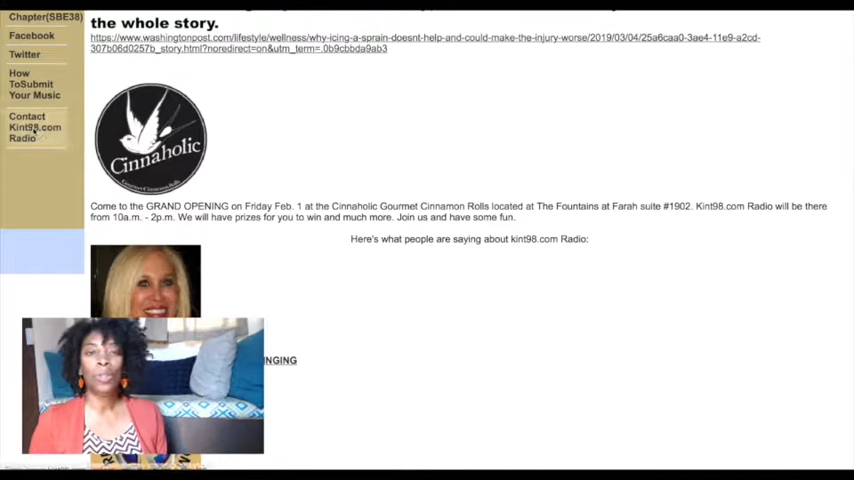 Chapter(SBE38)
Facebook
Twitter
How
ToSubmit
Your Music
Contact
Kint98.com
Radio
the whole story.
https://www.washingtonpost.com/lifestyle/wellness/why-icing-a-sprain-doesnt-help-and-could-make-the-injury-worse/2019/03/04/25a6caa0-3ae4-11e9-a2cd-
307b06d0257b_story.html?noredirect=on&utm_term=.0b9cbbda9ab3
Cinnaholic
Come to the GRAND OPENING on Friday Feb. 1 at the Cinnaholic Gourmet Cinnamon Rolls located at The Fountains at Farah suite #1902. Kint98.com Radio will be there
from 10a.m. - 2p.m. We will have prizes for you to win and much more. Join us and have some fun.
Here's what people are saying about kint98.com Radio:
NGING